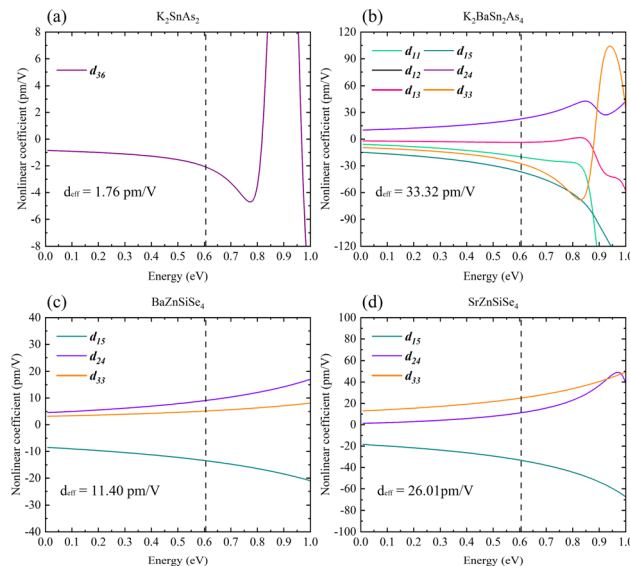 (a) K₂SnAs₂
Nonlinear coefficient (pm/V)
8
6
4
2
0
-2
-4
-6
-8
d₃₆
dₑff = 1.76 pm/V
0.0 0.1 0.2 0.3 0.4 0.5 0.6 0.7 0.8 0.9 1.0
Energy (eV)
(b) K₂BaSn₂As₄
Nonlinear coefficient (pm/V)
120
90
60
30
0
-30
-60
-90
-120
d₁₁ d₁₅
d₁₂ d₂₄
d₁₃ d₃₃
dₑff = 33.32 pm/V
0.0 0.1 0.2 0.3 0.4 0.5 0.6 0.7 0.8 0.9 1.0
Energy (eV)
(c) BaZnSiSe₄
Nonlinear coefficient (pm/V)
40
30
20
10
0
-10
-20
-30
-40
d₁₅
d₂₄
d₃₃
dₑff = 11.40 pm/V
0.0 0.1 0.2 0.3 0.4 0.5 0.6 0.7 0.8 0.9 1.0
Energy (eV)
(d) SrZnSiSe₄
Nonlinear coefficient (pm/V)
100
80
60
40
20
0
-20
-40
-60
-80
-100
d₁₅
d₂₄
d₃₃
dₑff = 26.01pm/V
0.0 0.1 0.2 0.3 0.4 0.5 0.6 0.7 0.8 0.9 1.0
Energy (eV)